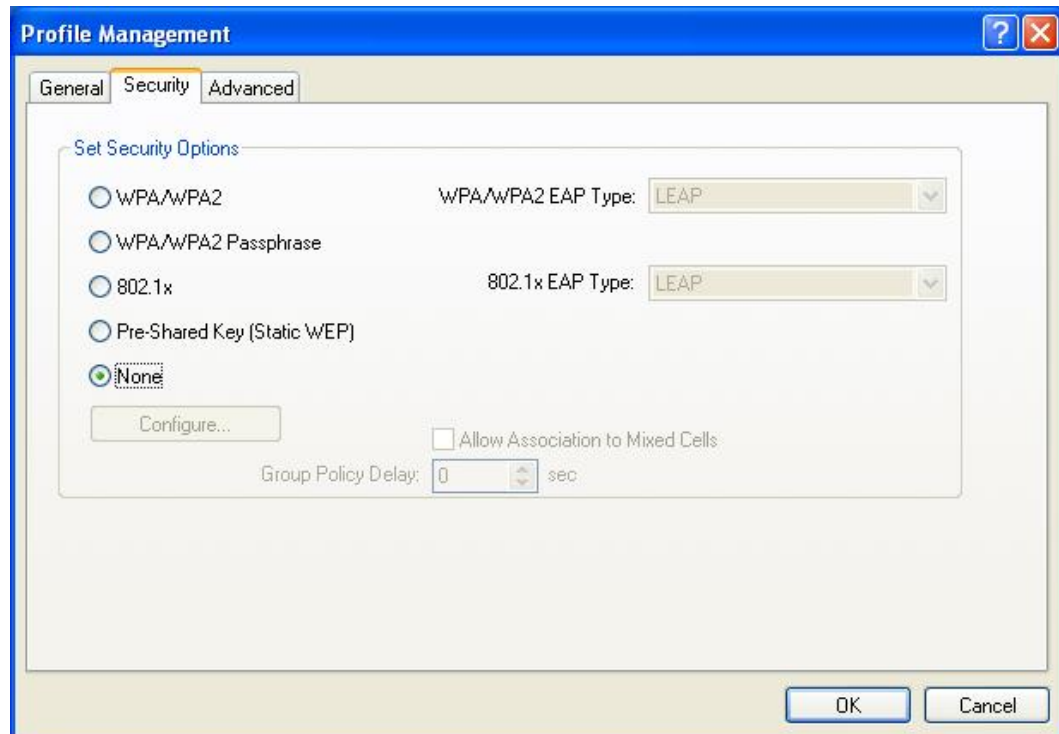 Profile Management
General Security Advanced
Set Security Options
WPA/WPA2 WPA/WPA2 EAP Type: LEAP
WPA/WPA2 Passphrase
802.1x 802.1x EAP Type: LEAP
Pre-Shared Key (Static WEP)
None
Configure...
Allow Association to Mixed Cells
Group Policy Delay: 0 sec
OK Cancel